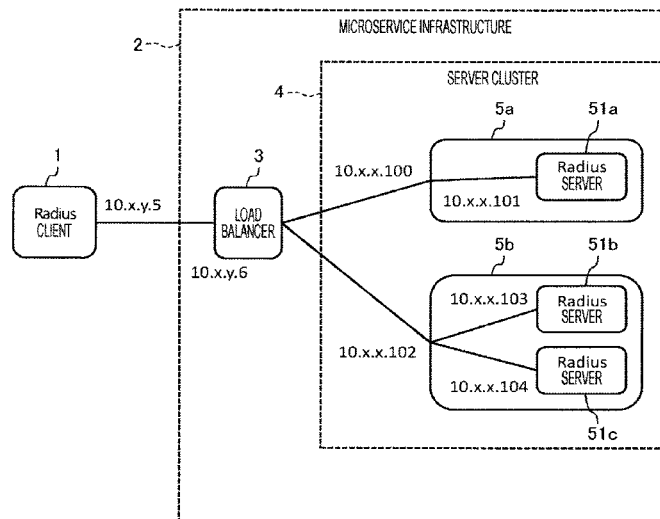 2
MICROSERVICE INFRASTRUCTURE
4
SERVER CLUSTER
5a
51a
1
3
10.x.x.100
Radius
SERVER
10.x.y.5
10.x.x.101
Radius
CLIENT
LOAD
BALANCER
5b
51b
10.x.y.6
10.x.x.103
Radius
SERVER
10.x.x.102
Radius
SERVER
10.x.x.104
51c